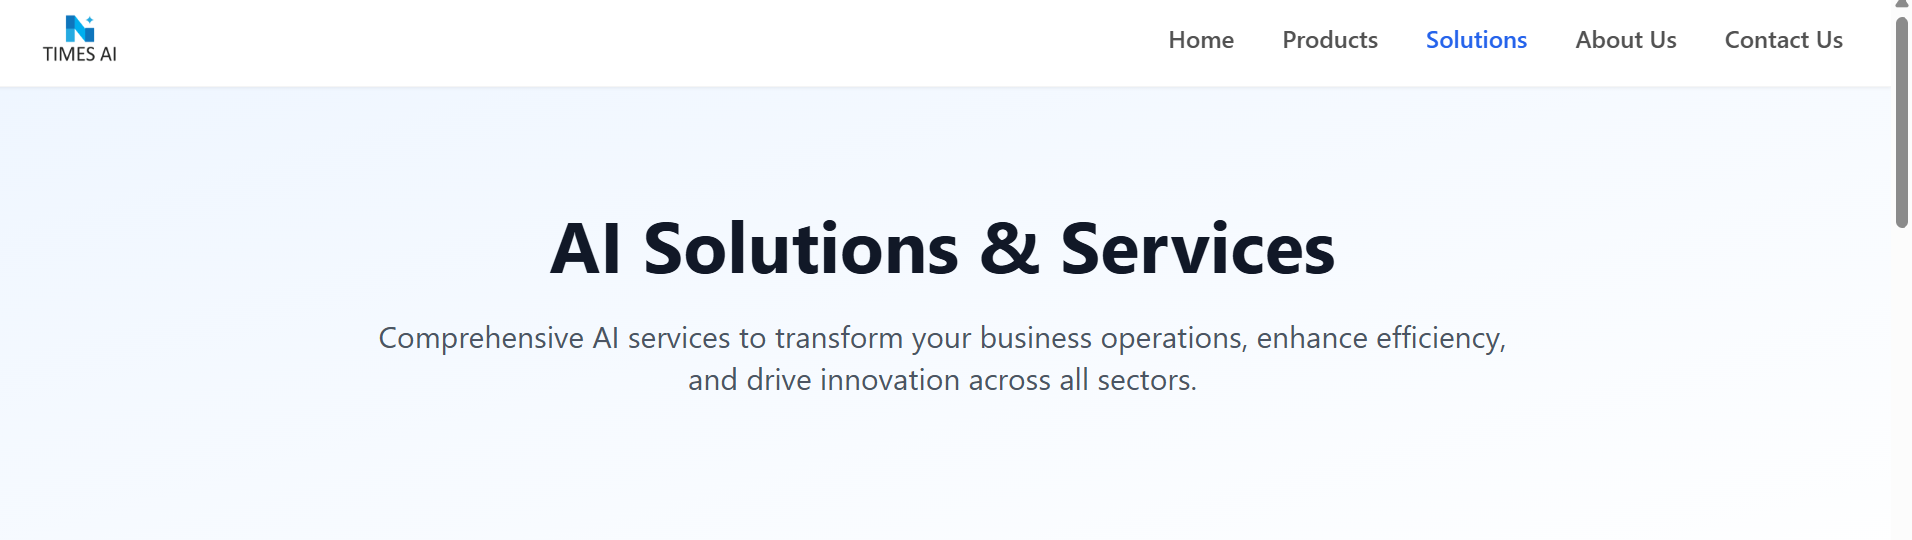 TIMES AI
Home Products Solutions About Us Contact Us
AI Solutions & Services
Comprehensive AI services to transform your business operations, enhance efficiency,
and drive innovation across all sectors.